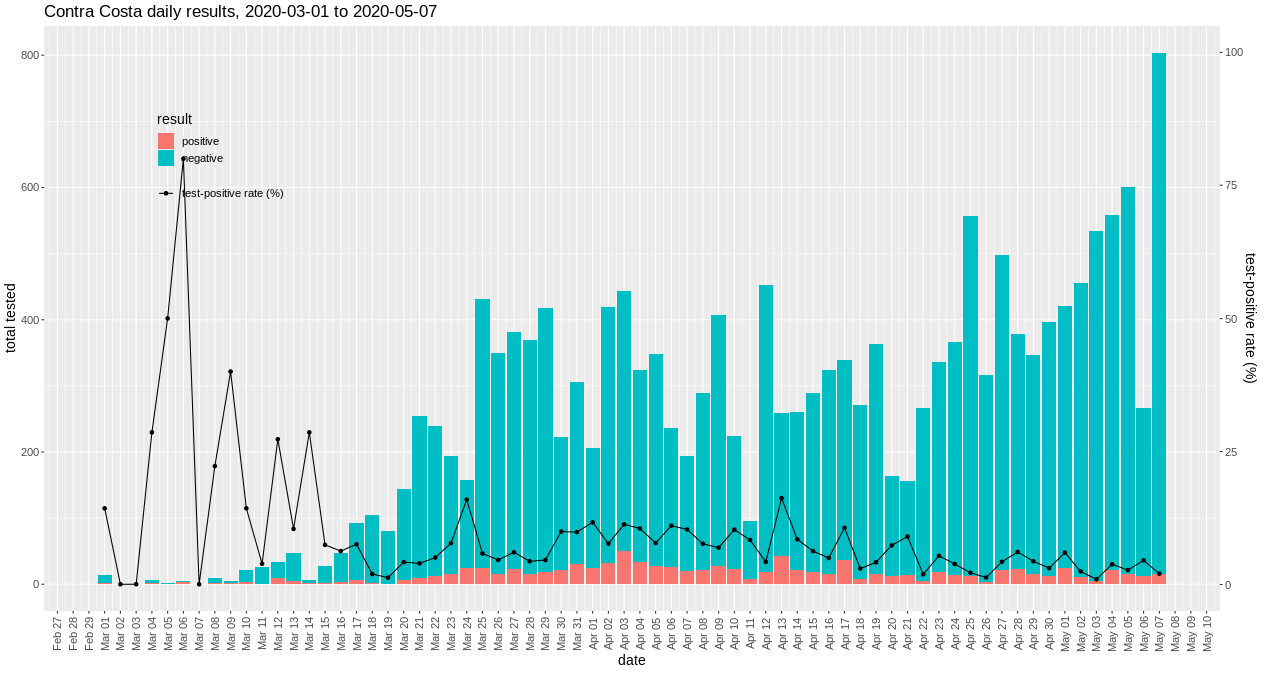 Contra Costa daily results, 2020-03-01 to 2020-05-07
800
600
400
200
0
total tested
result
positive
negative
test-positive rate (%)
100
75
50
25
0
test-positive rate (%)
Feb 27
Feb 28
Feb 29
Mar 01
Mar 02
Mar 03
Mar 04
Mar 05
Mar 06
Mar 07
Mar 08
Mar 09
Mar 10
Mar 11
Mar 12
Mar 13
Mar 14
Mar 15
Mar 16
Mar 17
Mar 18
Mar 19
Mar 20
Mar 21
Mar 22
Mar 23
Mar 24
Mar 25
Mar 26
Mar 27
Mar 28
Mar 29
Mar 30
Mar 31
Apr 01
Apr 02
Apr 03
Apr 04
Apr 05
Apr 06
Apr 07
Apr 08
Apr 09
Apr 10
Apr 11
Apr 12
Apr 13
Apr 14
Apr 15
Apr 16
Apr 17
Apr 18
Apr 19
Apr 20
Apr 21
Apr 22
Apr 23
Apr 24
Apr 25
Apr 26
Apr 27
Apr 28
Apr 29
Apr 30
May 01
May 02
May 03
May 04
May 05
May 06
May 07
May 08
May 09
May 10
date